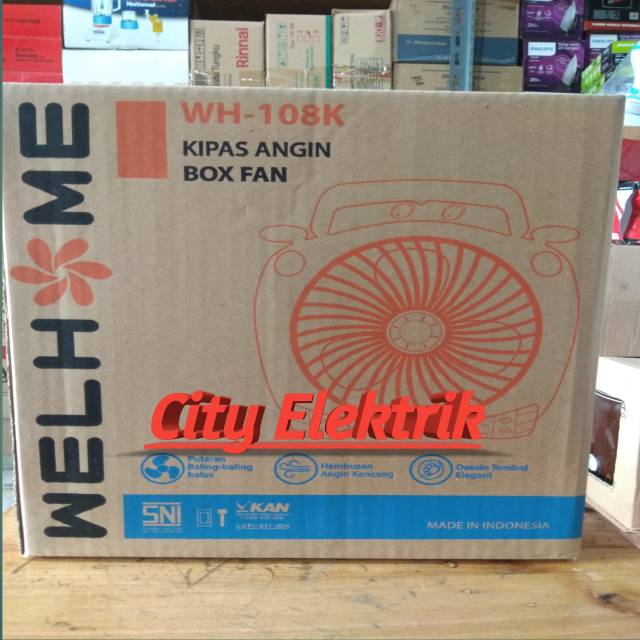 National
Rinnai
PHILIPS
WELHOME
WH-108K
KIPAS ANGIN
BOX FAN
City Elektrik
Putaran
Baling-baling
halus
Hembusan
Angin Kencang
Desain Tombol
Elegant
SNI
KAN
MADE IN INDONESIA